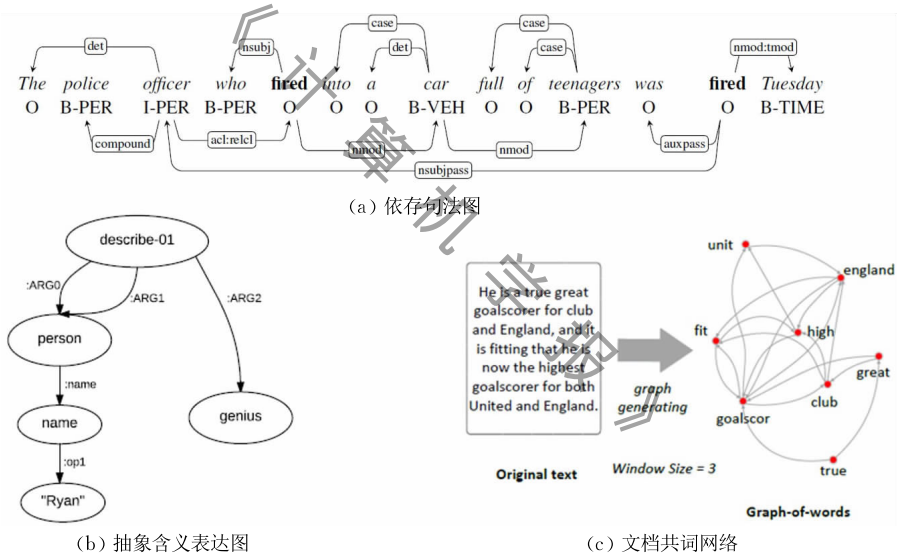 case case
det nsubj det case nmod:tmod
The police officer who fired into a car full of teenagers was fired Tuesday
O B-PER I-PER B-PER O O O B-VEH O O B-PER O O B-TIME
compound acl:relcl nmod nmod auxpass
nsubjpass
(a) 依存句法图
describe-01
:ARG0 :ARG1 :ARG2
person
:name
name genius
:op1
"Ryan"
(b) 抽象含义表达图
He is a true great
goalscorer for club
and England, and it
is fitting that he is
now the highest
goalscorer for both
United and England.
Original text
graph
generating
Window Size = 3
unit
england
fit
high
great
club
goalscor
true
Graph-of-words
(c) 文档共词网络
《计算机学报》